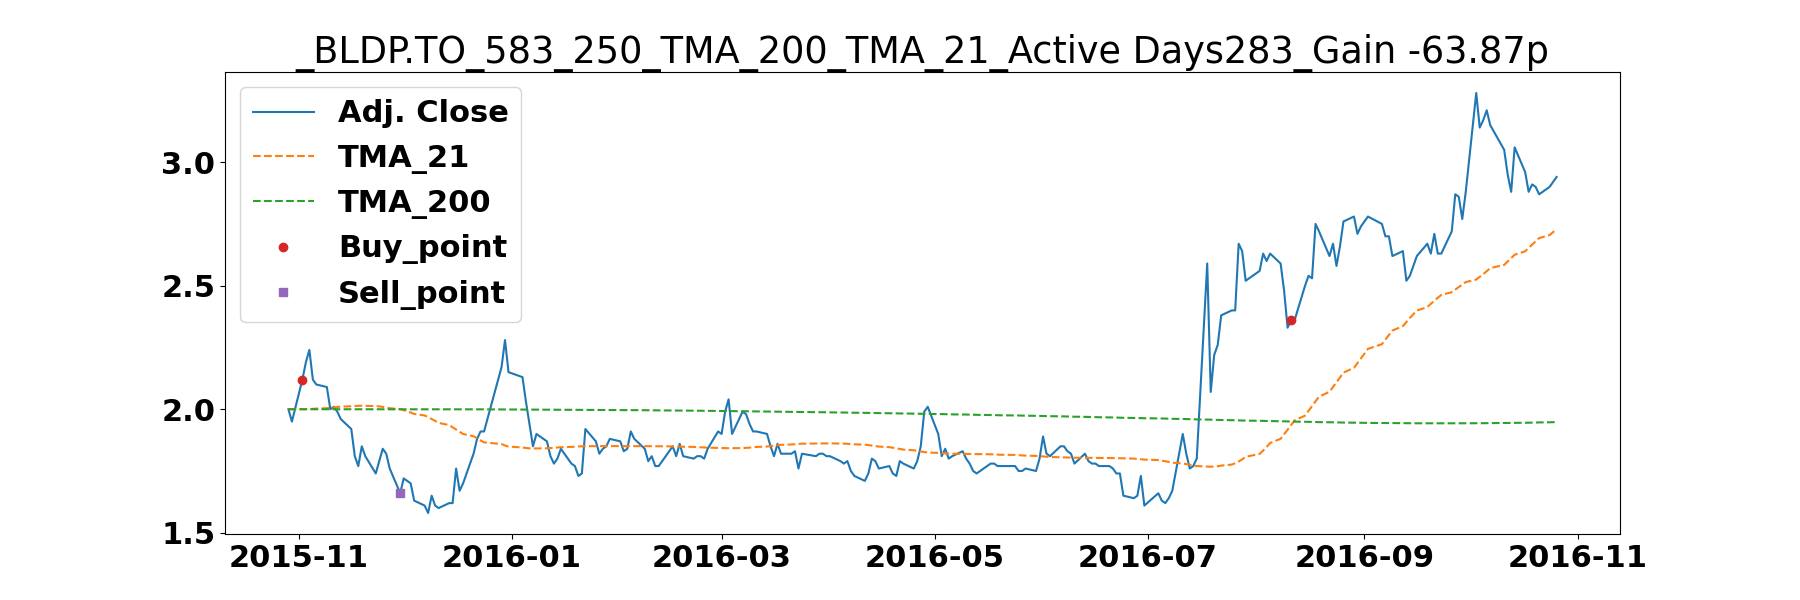 _BLDP.TO_583_250_TMA_200_TMA_21_Active Days283_Gain -63.87p
Adj. Close
TMA_21
TMA_200
Buy_point
Sell_point
3.0
2.5
2.0
1.5
2015-11 2016-01 2016-03 2016-05 2016-07 2016-09 2016-11